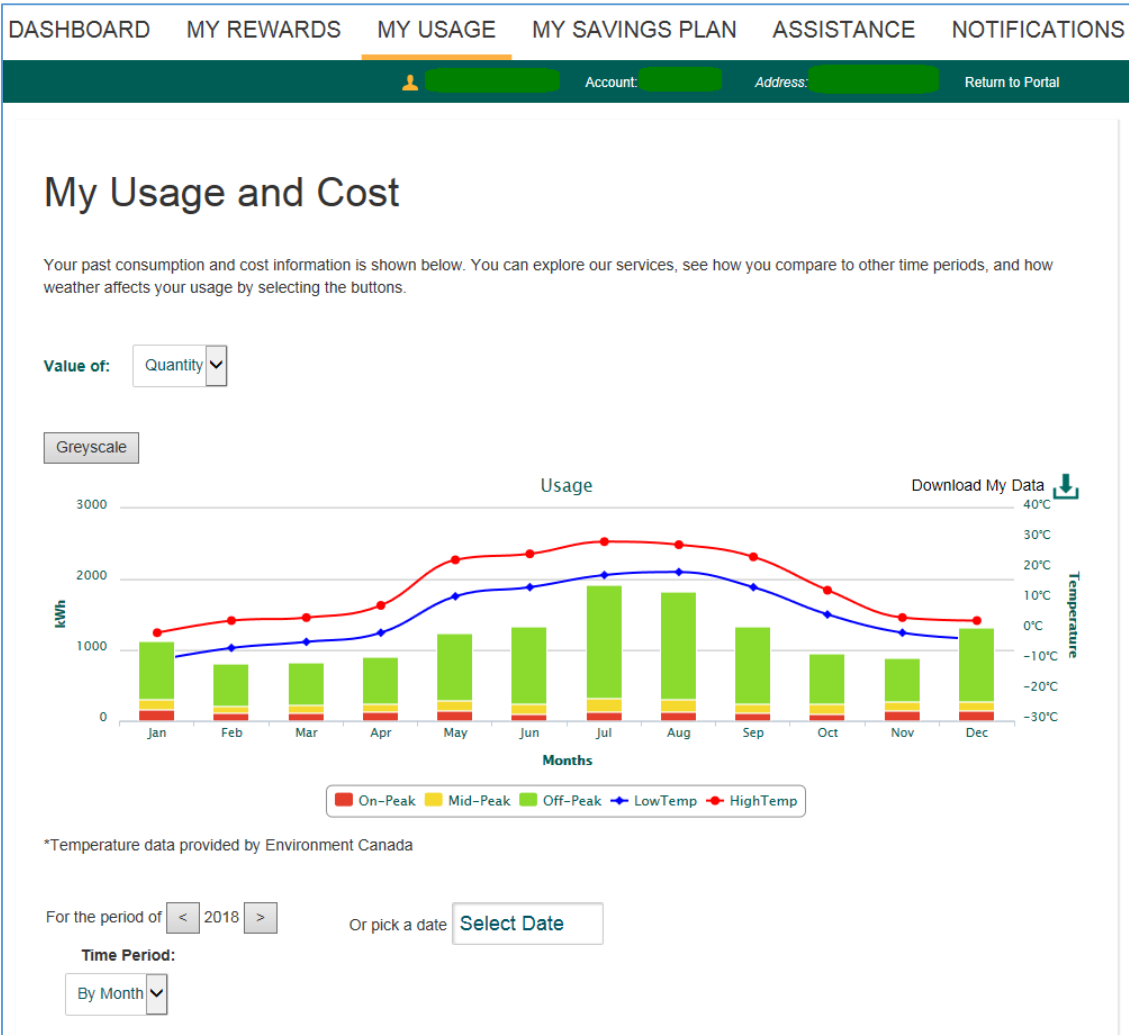 DASHBOARD MY REWARDS MY USAGE MY SAVINGS PLAN ASSISTANCE NOTIFICATIONS
Account: Address: Return to Portal
My Usage and Cost
Your past consumption and cost information is shown below. You can explore our services, see how you compare to other time periods, and how
weather affects your usage by selecting the buttons.
Value of: Quantity
Greyscale
Usage
Download My Data
3000
2000
1000
0
kWh
40°C
30°C
20°C
10°C
0°C
-10°C
-20°C
-30°C
Temperature
Jan Feb Mar Apr May Jun Jul Aug Sep Oct Nov Dec
Months
On-Peak Mid-Peak Off-Peak LowTemp HighTemp
*Temperature data provided by Environment Canada
For the period of < 2018 > Or pick a date Select Date
Time Period:
By Month